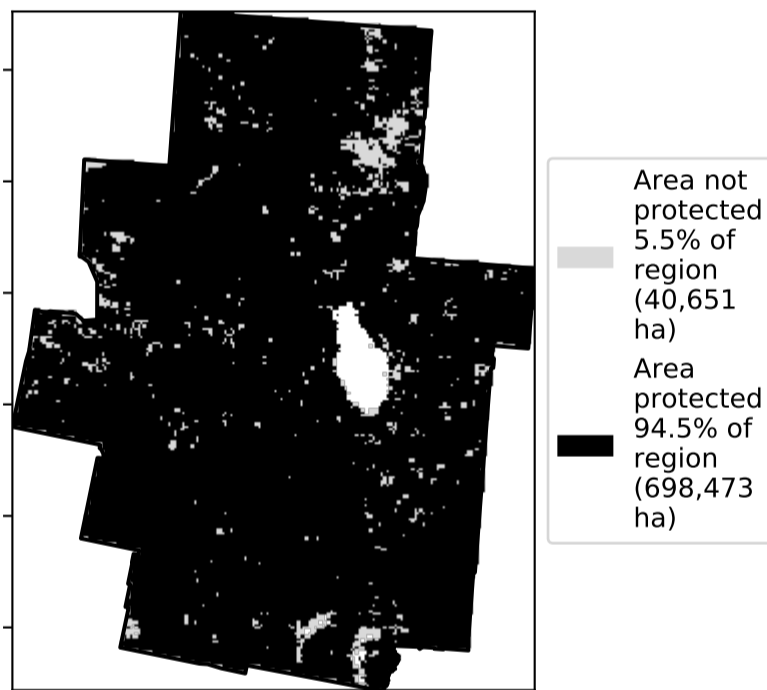 Area not
protected
5.5% of
region
(40,651
ha)
Area
protected
94.5% of
region
(698,473
ha)